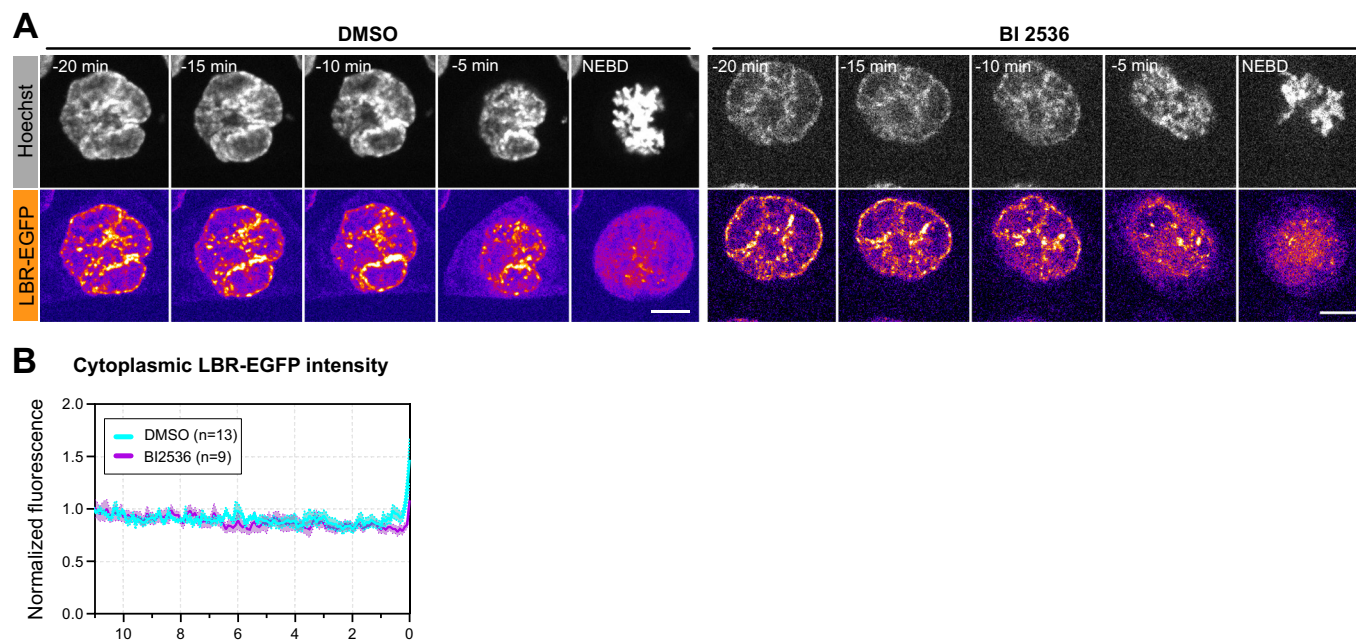 A
DMSO
BI 2536
Hoechst
-20 min
-15 min
-10 min
-5 min
NEBD
-20 min
-15 min
-10 min
-5 min
NEBD
LBR-EGFP
B
Cytoplasmic LBR-EGFP intensity
Normalized fluorescence
2.0
1.5
1.0
0.5
0.0
DMSO (n=13)
BI2536 (n=9)
10 8 6 4 2 0